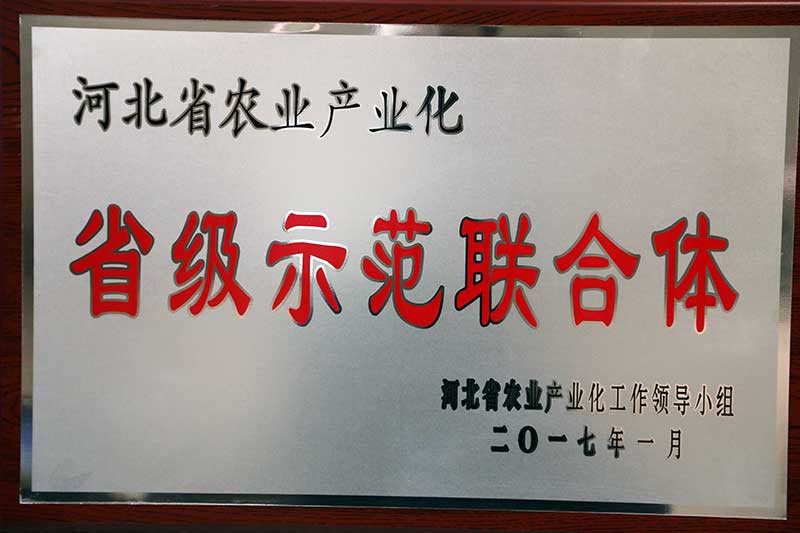 河北省农业产业化
省级示范联合体
河北省农业产业化工作领导小组
二〇一七年一月